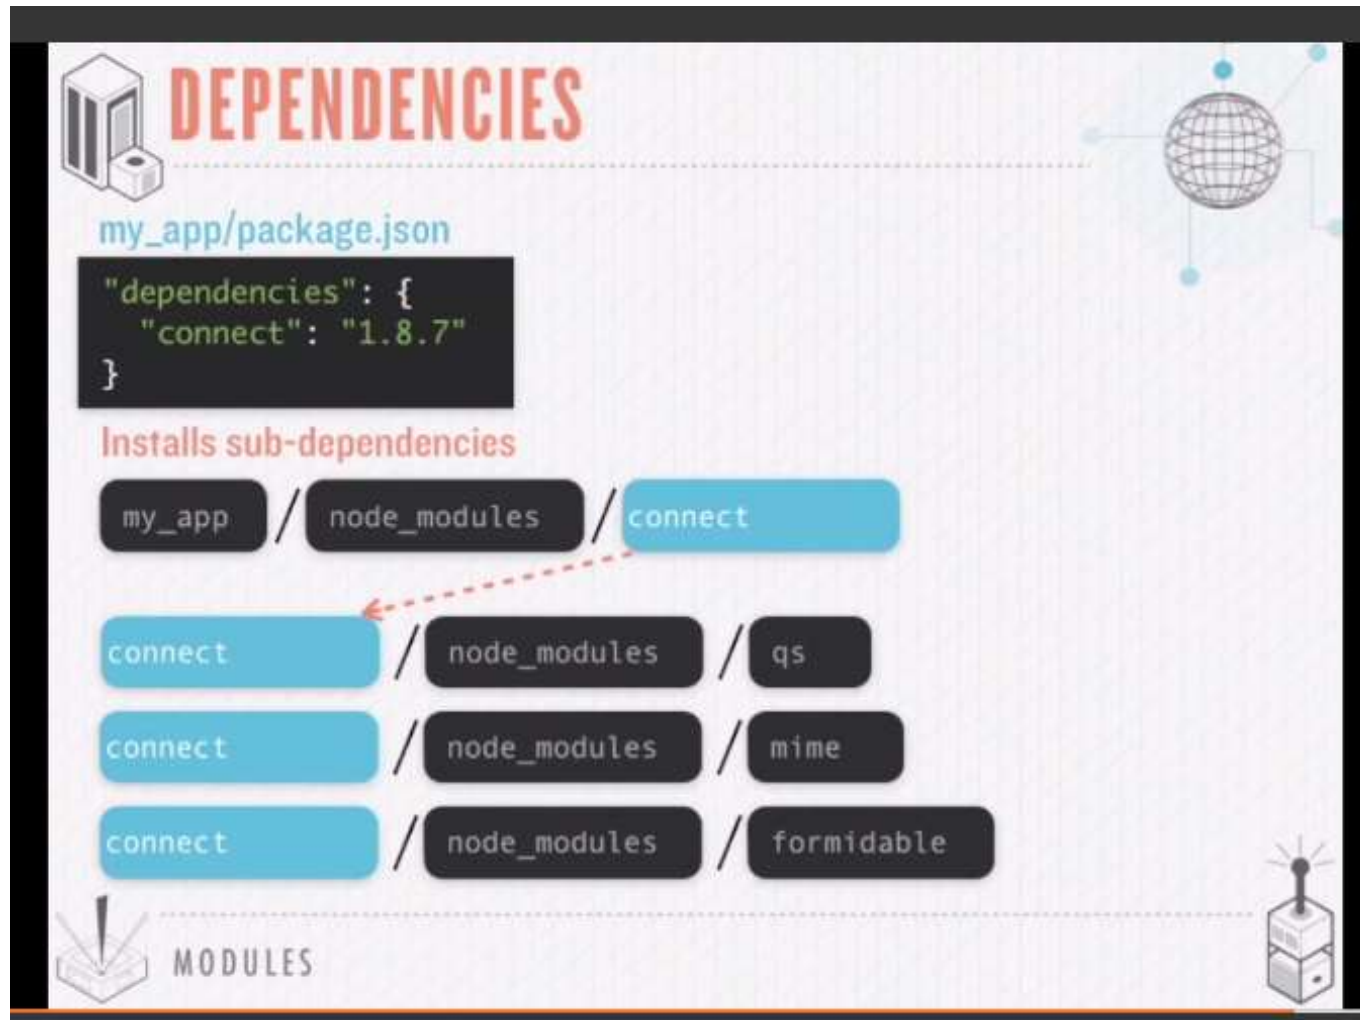 DEPENDENCIES
my_app/package.json
"dependencies": {
"connect": "1.8.7"
}
Installs sub-dependencies
my_app / node_modules / connect
connect / node_modules / qs
connect / node_modules / mime
connect / node_modules / formidable
MODULES